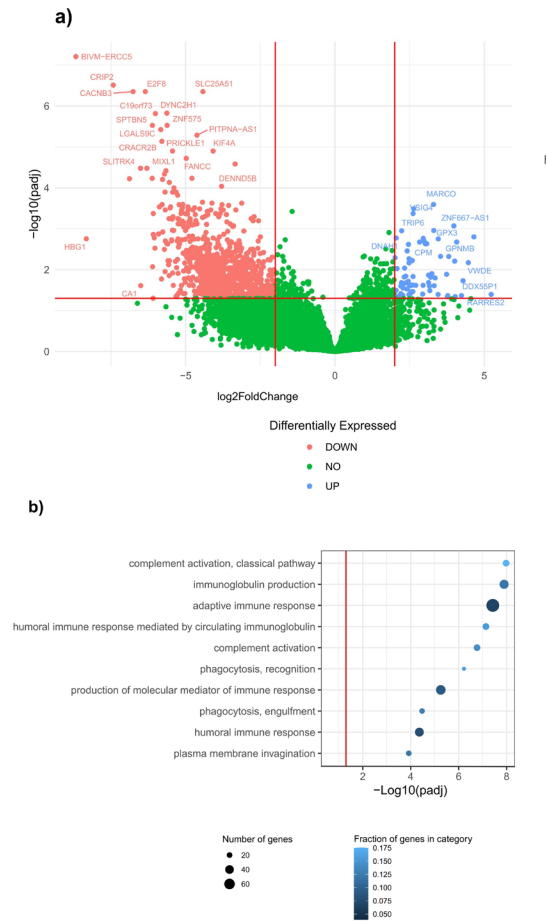 a)
BIVM−ERCC5
CRIP2
CACNB3
E2F8
SLC25A51
C19orf73
DYNC2H1
SPTBN5
ZNF575
LGALS9C
PITPNA−AS1
CRACR2B
PRICKLE1
KIF4A
SLITRK4
MIXL1
FANCC
DENND5B
HBG1
CA1
MARCO
VSIG4
TRIP6
ZNF667−AS1
GPX3
DNAH1
CPM
GPNMB
VWDE
DDX55P1
RARRES2
−log10(padj)
6
4
2
0
−5
0
5
log2FoldChange
Differentially Expressed
DOWN
NO
UP
b)
complement activation, classical pathway
immunoglobulin production
adaptive immune response
humoral immune response mediated by circulating immunoglobulin
complement activation
phagocytosis, recognition
production of molecular mediator of immune response
phagocytosis, engulfment
humoral immune response
plasma membrane invagination
2
4
6
8
−Log10(padj)
Number of genes
20
40
60
Fraction of genes in category
0.175
0.150
0.125
0.100
0.075
0.050